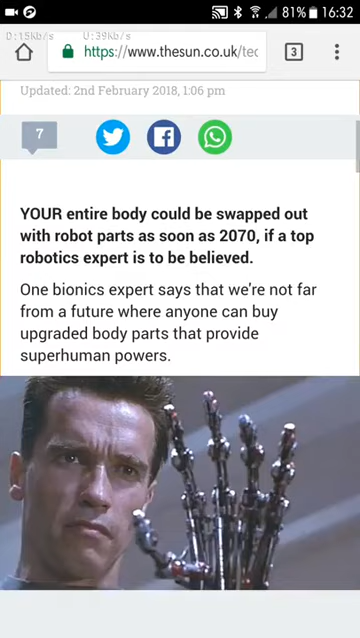 81% 16:32
D:15Kb/s U:39Kb/s
https://www.thesun.co.uk/tec
3
Updated: 2nd February 2018, 1:06 pm
7
YOUR entire body could be swapped out
with robot parts as soon as 2070, if a top
robotics expert is to be believed.
One bionics expert says that we're not far
from a future where anyone can buy
upgraded body parts that provide
superhuman powers.